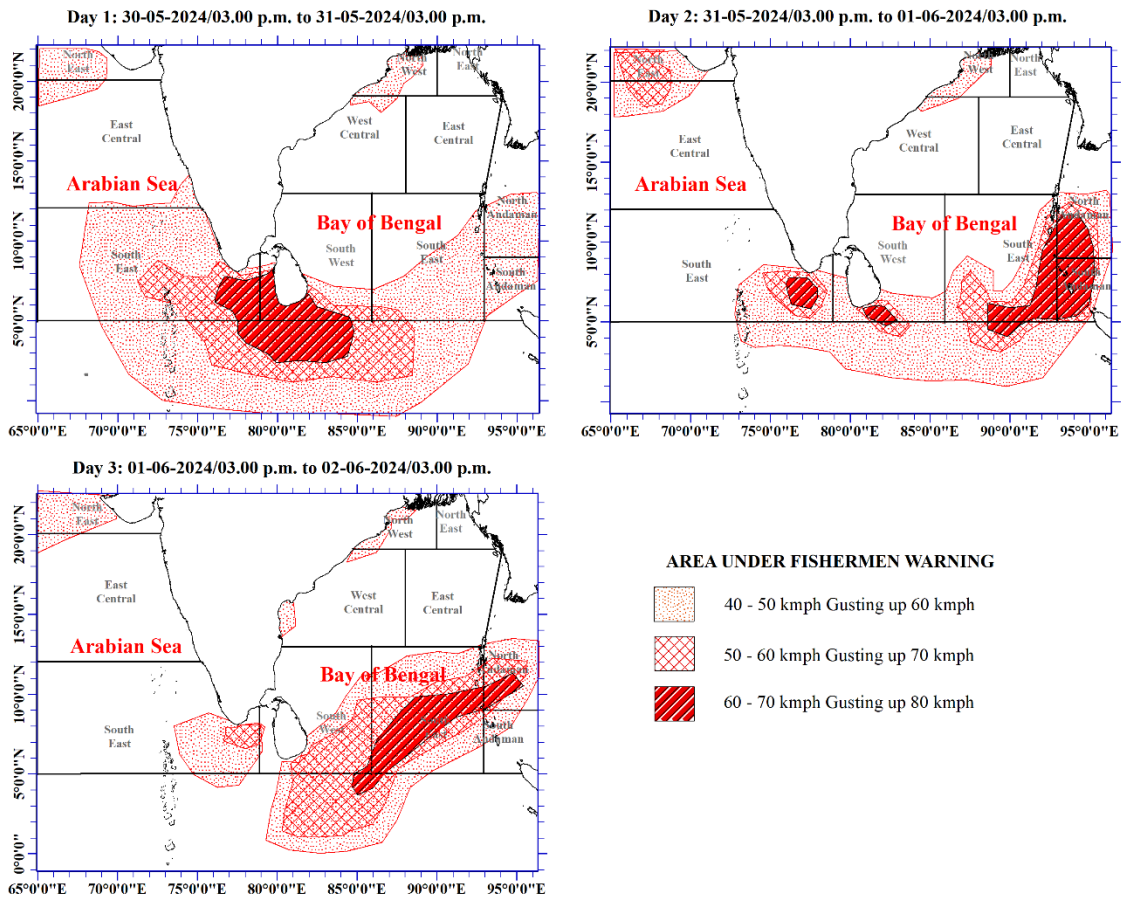 Day 1: 30-05-2024/03.00 p.m. to 31-05-2024/03.00 p.m.
North
East
North
West
North
East
East
Central
West
Central
East
Central
Arabian Sea
Bay of Bengal
South
East
South
West
South
East
North
Andaman
South
Andaman
20°0'0"N
15°0'0"N
10°0'0"N
5°0'0"N
65°0'0"E 70°0'0"E 75°0'0"E 80°0'0"E 85°0'0"E 90°0'0"E 95°0'0"E
Day 2: 31-05-2024/03.00 p.m. to 01-06-2024/03.00 p.m.
North
East
North
West
North
East
East
Central
West
Central
East
Central
Arabian Sea
Bay of Bengal
South
East
South
West
South
East
North
Andaman
South
Andaman
20°0'0"N
15°0'0"N
10°0'0"N
5°0'0"N
65°0'0"E 70°0'0"E 75°0'0"E 80°0'0"E 85°0'0"E 90°0'0"E 95°0'0"E
Day 3: 01-06-2024/03.00 p.m. to 02-06-2024/03.00 p.m.
North
East
North
West
North
East
East
Central
West
Central
East
Central
Arabian Sea
Bay of Bengal
South
East
South
West
North
Andaman
South
Andaman
20°0'0"N
15°0'0"N
10°0'0"N
5°0'0"N
0°0'0"
65°0'0"E 70°0'0"E 75°0'0"E 80°0'0"E 85°0'0"E 90°0'0"E 95°0'0"E
AREA UNDER FISHERMEN WARNING
40 - 50 kmph Gusting up 60 kmph
50 - 60 kmph Gusting up 70 kmph
60 - 70 kmph Gusting up 80 kmph